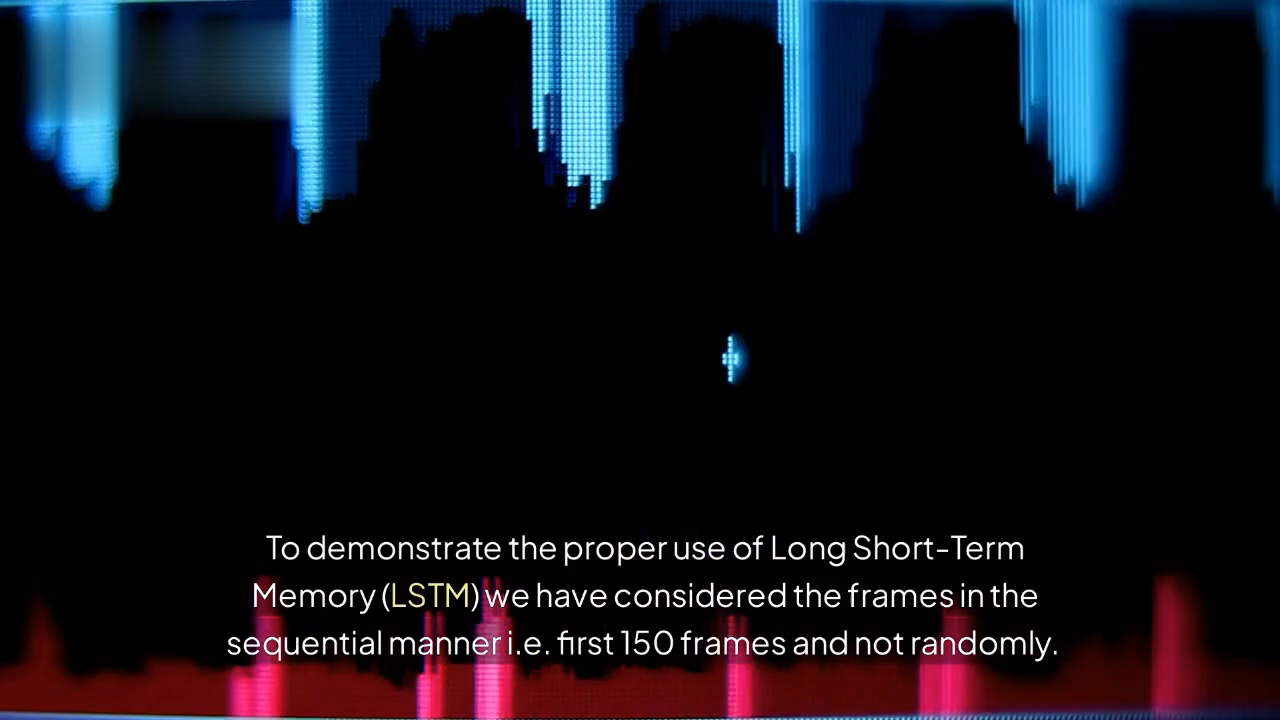 To demonstrate the proper use of Long Short-Term
Memory (LSTM) we have considered the frames in the
sequential manner i.e. first 150 frames and not randomly.